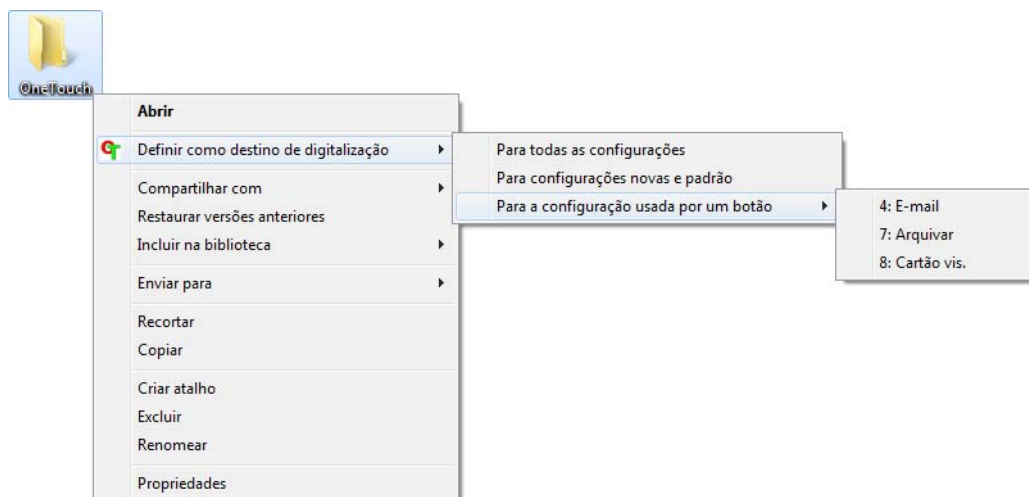 OneTouch
Abrir
Definir como destino de digitalização
Compartilhar com
Restaurar versões anteriores
Incluir na biblioteca
Enviar para
Recortar
Copiar
Criar atalho
Excluir
Renomear
Propriedades
Para todas as configurações
Para configurações novas e padrão
Para a configuração usada por um botão
4: E-mail
7: Arquivar
8: Cartão vis.